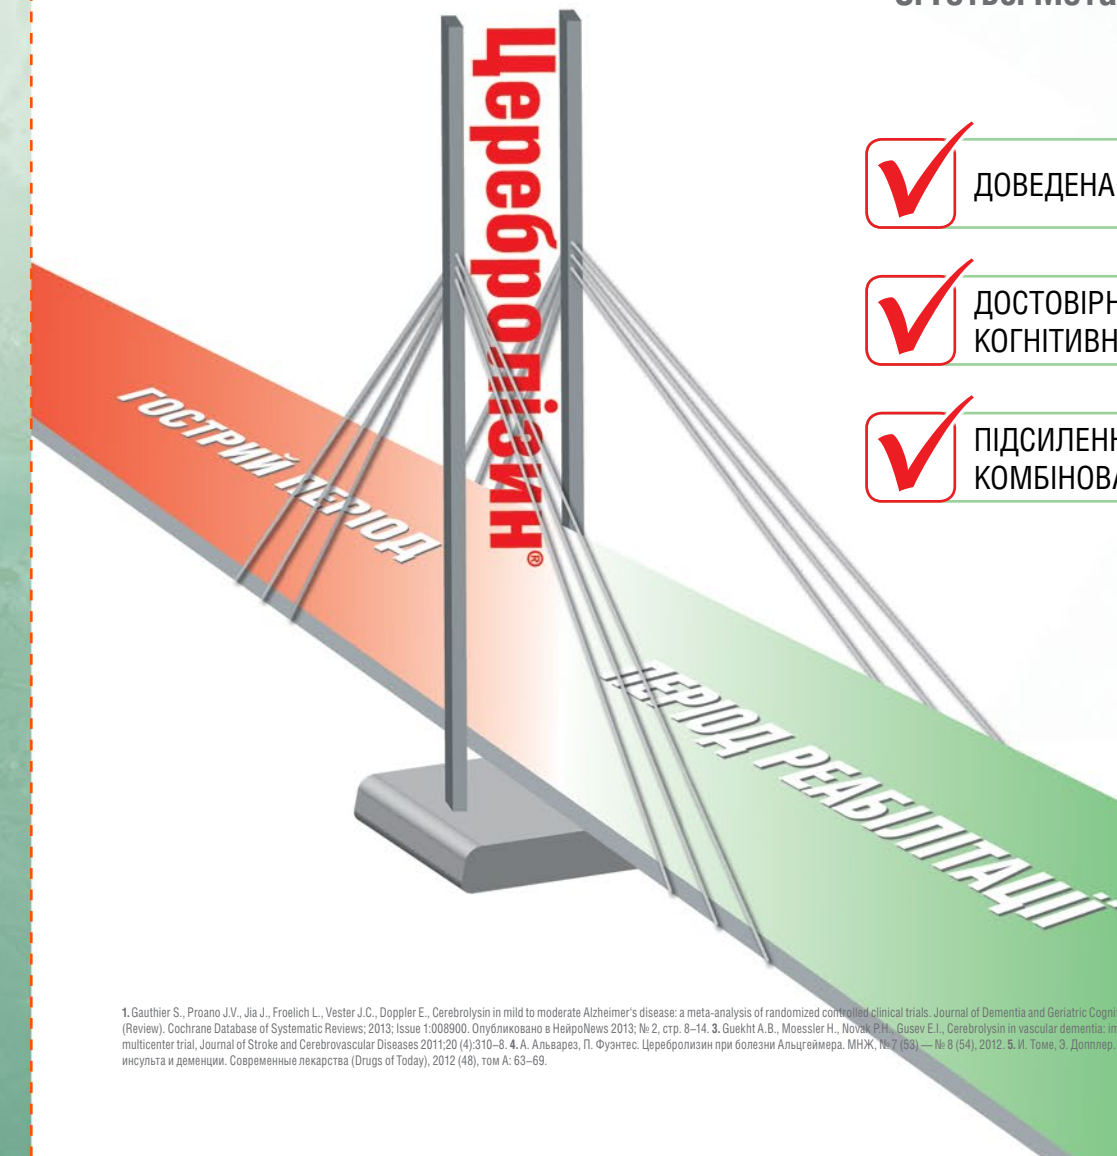 ДОВЕДЕНА
ДОСТОВІРН
КОГНІТИВН
ПІДСИЛЕНН
КОМБІНОВА
Церебролізин®
ГОСТРИЙ ПЕРІОД
ПЕРІОД РЕАБІЛІТАЦІЇ
1. Gauthier S., Proano J.V., Jia J., Froelich L., Vester J.C., Doppler E., Cerebrolysin in mild to moderate Alzheimer's disease: a meta-analysis of randomized controlled clinical trials. Journal of Dementia and Geriatric Cogni
(Review). Cochrane Database of Systematic Reviews; 2013; Issue 1:008900. Опубликовано в НейроNews 2013; № 2, стр. 8–14. 3. Guekht A.B., Moessler H., Novak P.H., Gusev E.I., Cerebrolysin in vascular dementia: im
multicenter trial, Journal of Stroke and Cerebrovascular Diseases 2011;20 (4):310–8. 4. А. Альварез, П. Фуэнтес. Церебролизин при болезни Альцгеймера. МНЖ, № 7 (53) — № 8 (54), 2012. 5. И. Томе, Э. Допплер.
инсульта и деменции. Современные лекарства (Drugs of Today), 2012 (48), том А: 63–69.